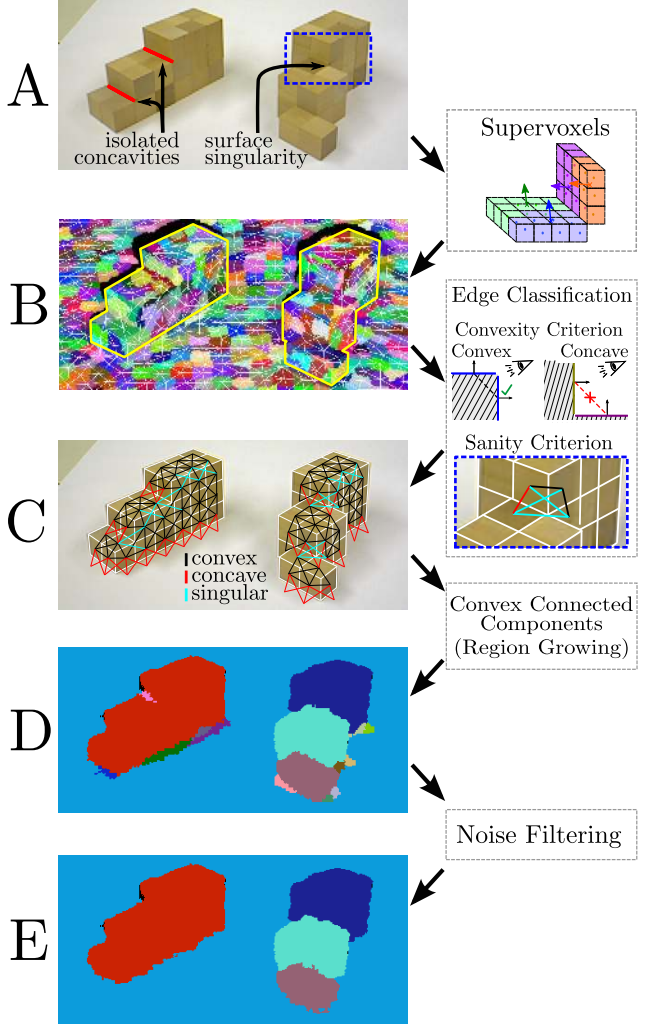 A
isolated
concavities
surface
singularity
Supervoxels
B
Edge Classification
Convexity Criterion
Convex
Concave
Sanity Criterion
C
convex
concave
singular
Convex Connected
Components
(Region Growing)
D
Noise Filtering
E